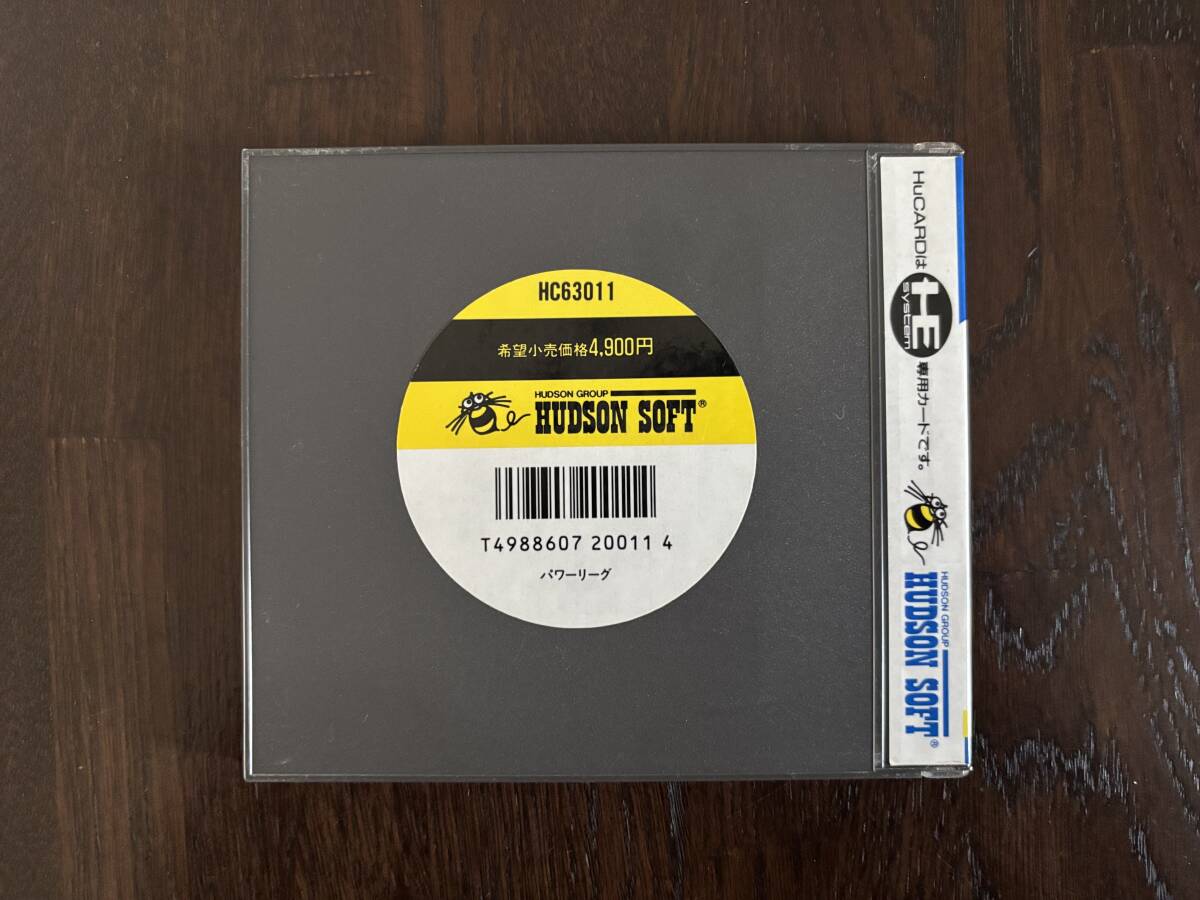 HC63011
希望小売価格4,900円
HUDSON GROUP
HUDSON SOFT®
T4988607 20011 4
パワーリーグ
HuCARDは HE system 専用カードです。
HUDSON GROUP
HUDSON SOFT®